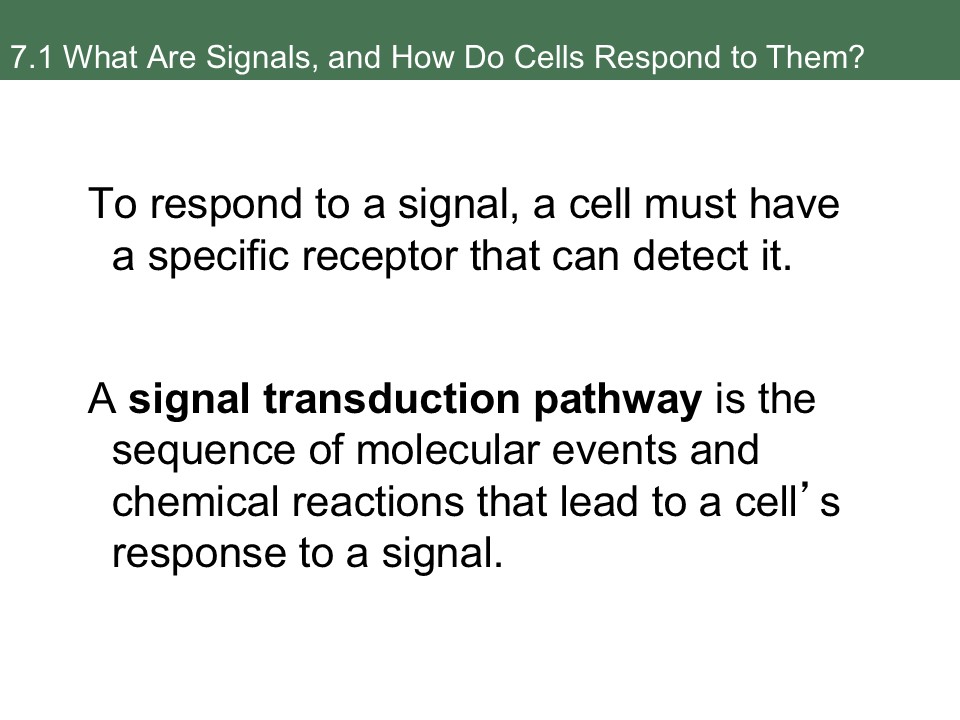 7.1 What Are Signals, and How Do Cells Respond to Them?
To respond to a signal, a cell must have
a specific receptor that can detect it.
A signal transduction pathway is the
sequence of molecular events and
chemical reactions that lead to a cell’s
response to a signal.